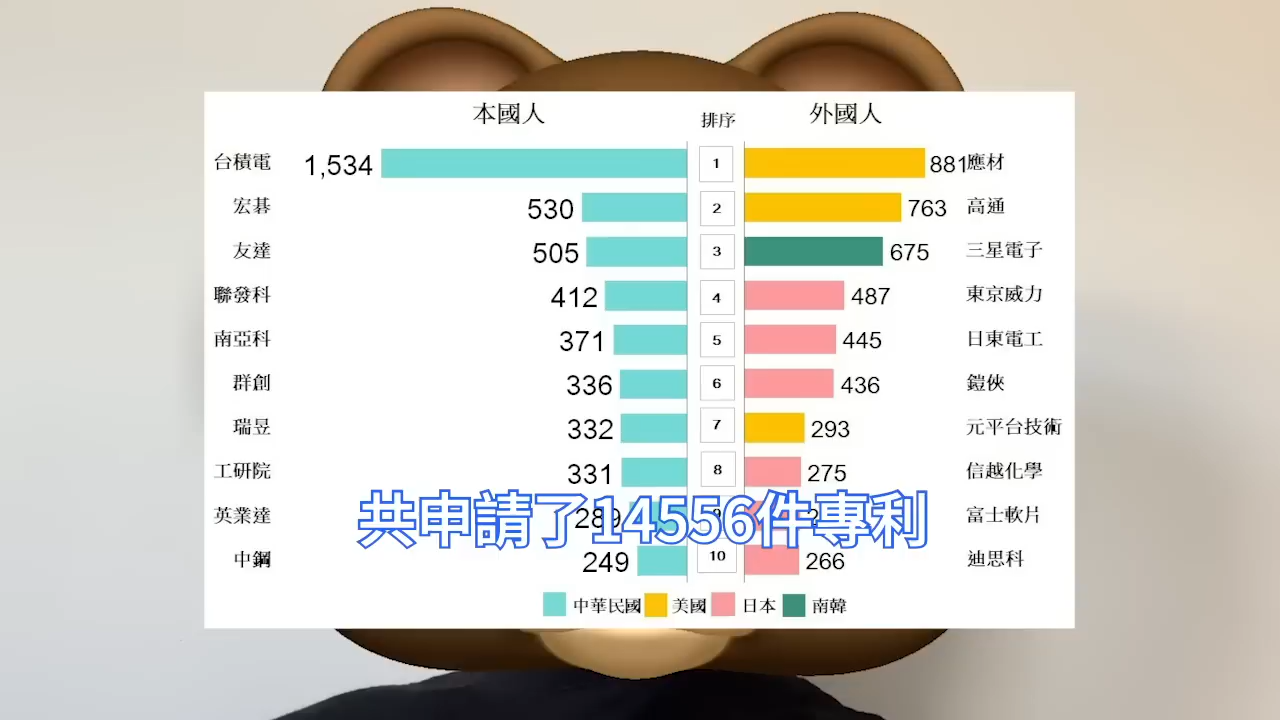 本國人 排序 外國人
台積電 1,534 1 881 應材
宏碁 530 2 763 高通
友達 505 3 675 三星電子
聯發科 412 4 487 東京威力
南亞科 371 5 445 日東電工
群創 336 6 436 鎧俠
瑞昱 332 7 293 元平台技術
工研院 331 8 275 信越化學
英業達 289 9 富士軟片
共申請了14556件專利
中鋼 249 10 266 迪思科
中華民國 美國 日本 南韓